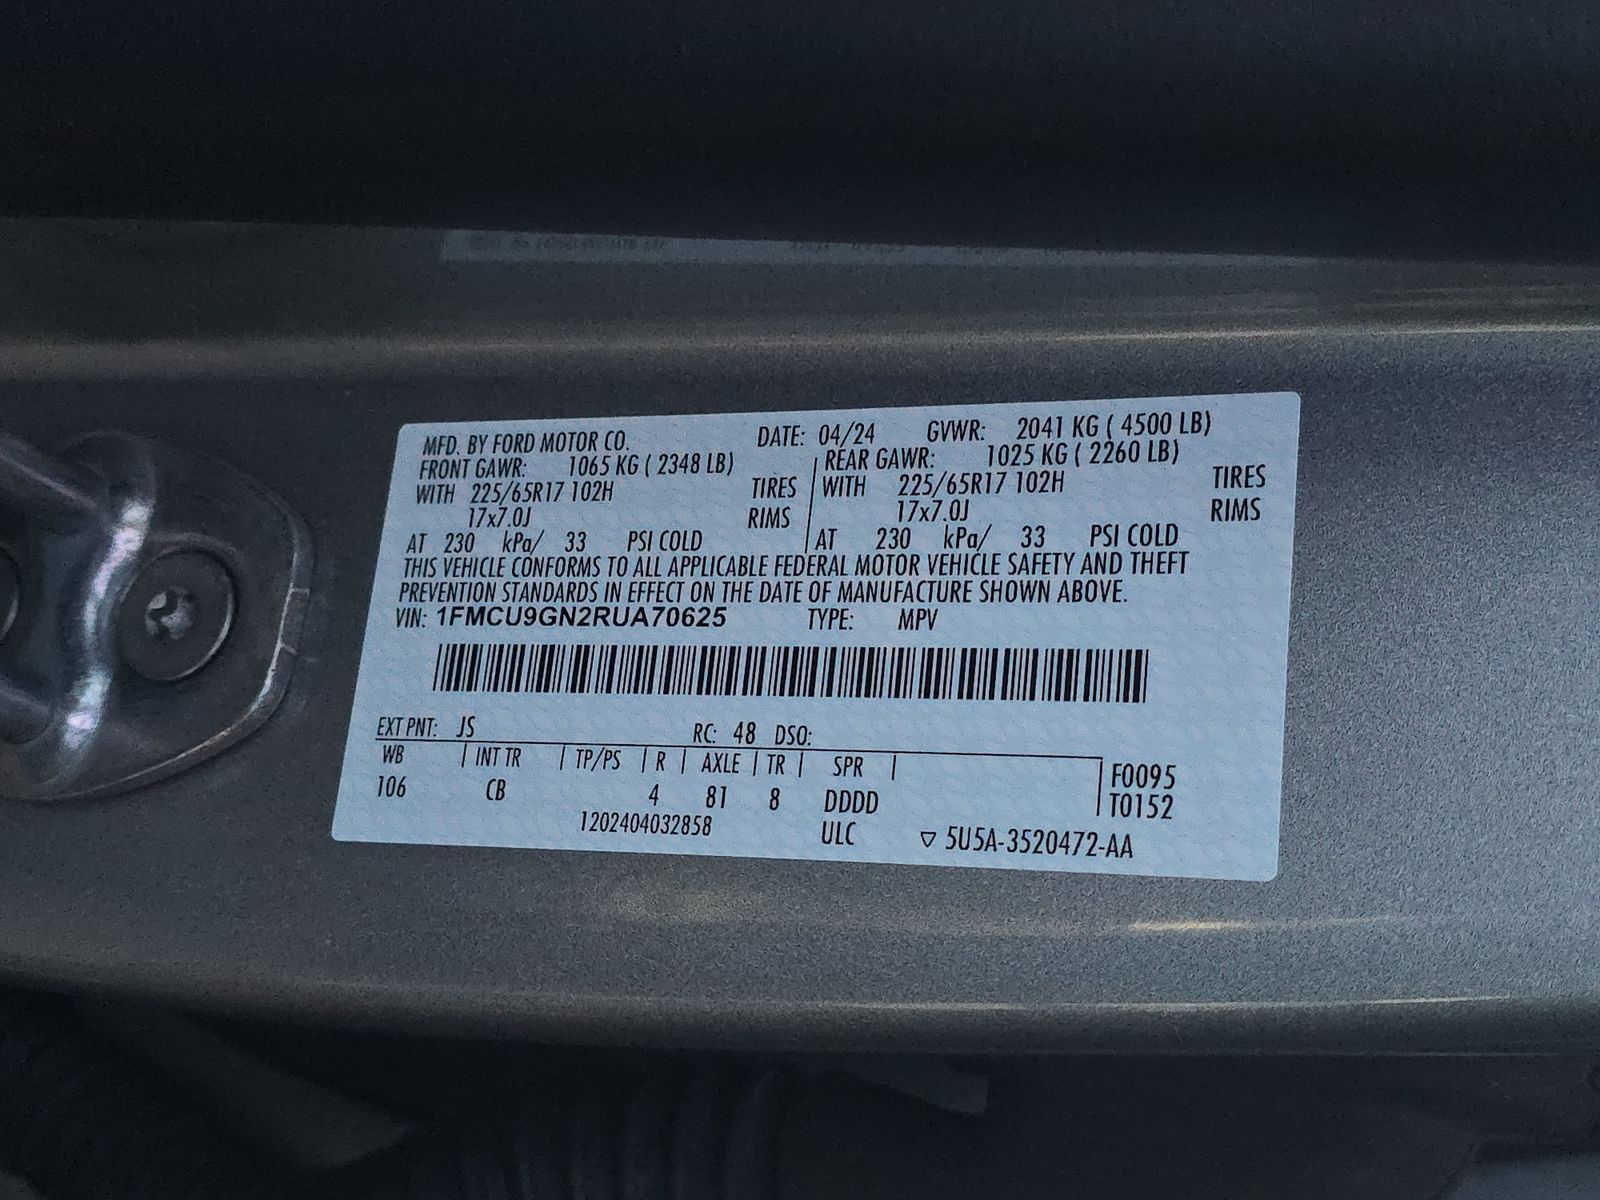 MFD. BY FORD MOTOR CO. DATE: 04/24 GVWR: 2041 KG ( 4500 LB)
FRONT GAWR: 1065 KG ( 2348 LB) REAR GAWR: 1025 KG ( 2260 LB)
WITH 225/65R17 102H TIRES WITH 225/65R17 102H TIRES
17x7.0J RIMS 17x7.0J RIMS
AT 230 kPa/ 33 PSI COLD AT 230 kPa/ 33 PSI COLD
THIS VEHICLE CONFORMS TO ALL APPLICABLE FEDERAL MOTOR VEHICLE SAFETY AND THEFT
PREVENTION STANDARDS IN EFFECT ON THE DATE OF MANUFACTURE SHOWN ABOVE.
VIN: 1FMCU9GN2RUA70625 TYPE: MPV
EXT PNT: JS RC: 48 DSO:
WB INT TR TP/PS R AXLE TR SPR F0095
106 CB 4 81 8 DDDD T0152
1202404032858 ULC ▽ 5U5A-3520472-AA